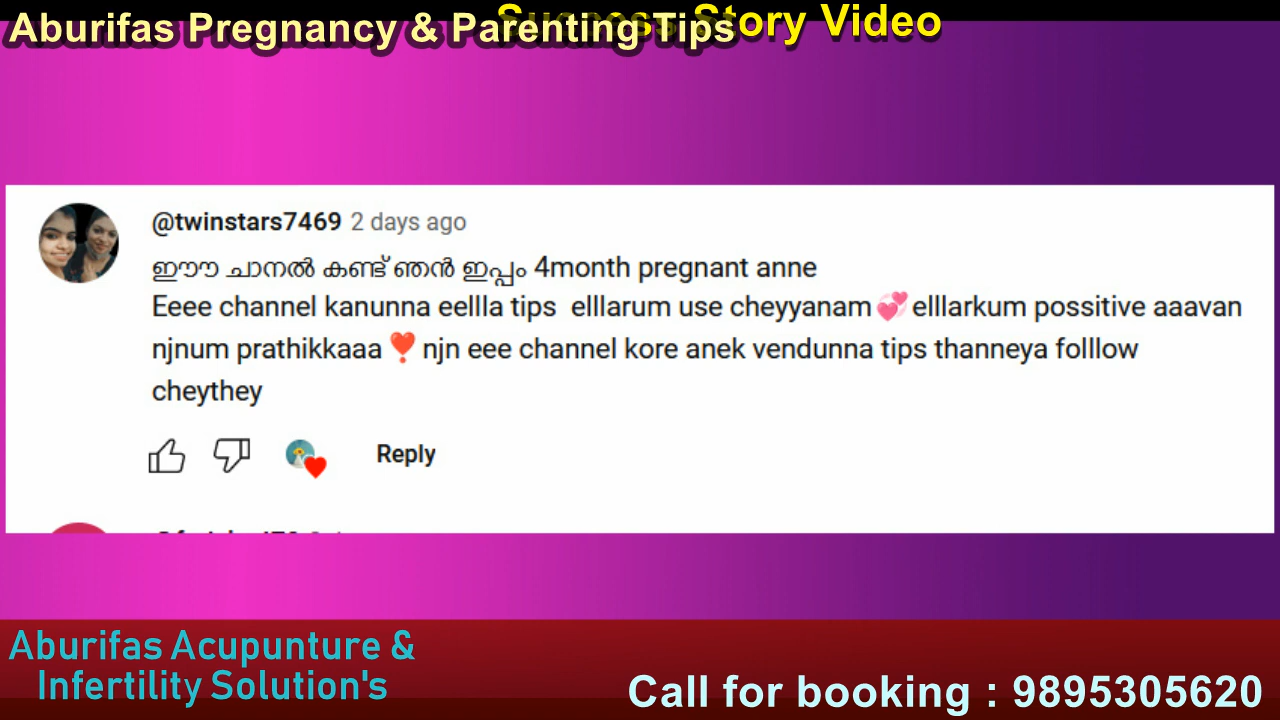 Aburifas Pregnancy & Parenting Tips
Story Video
@twinstars7469 2 days ago
ഈൗ ചാനൽ കണ്ട് ഞൻ ഇപ്പം 4month pregnant anne
Eeee channel kanunna eellla tips elllarum use cheyyanam 💞 elllarkum possitive aaavan
njnum prathikkaaa ❣️ njn eee channel kore anek vendunna tips thanneya folllow
cheythey
Reply
Aburifas Acupunture &
Infertility Solution's
Call for booking : 9895305620